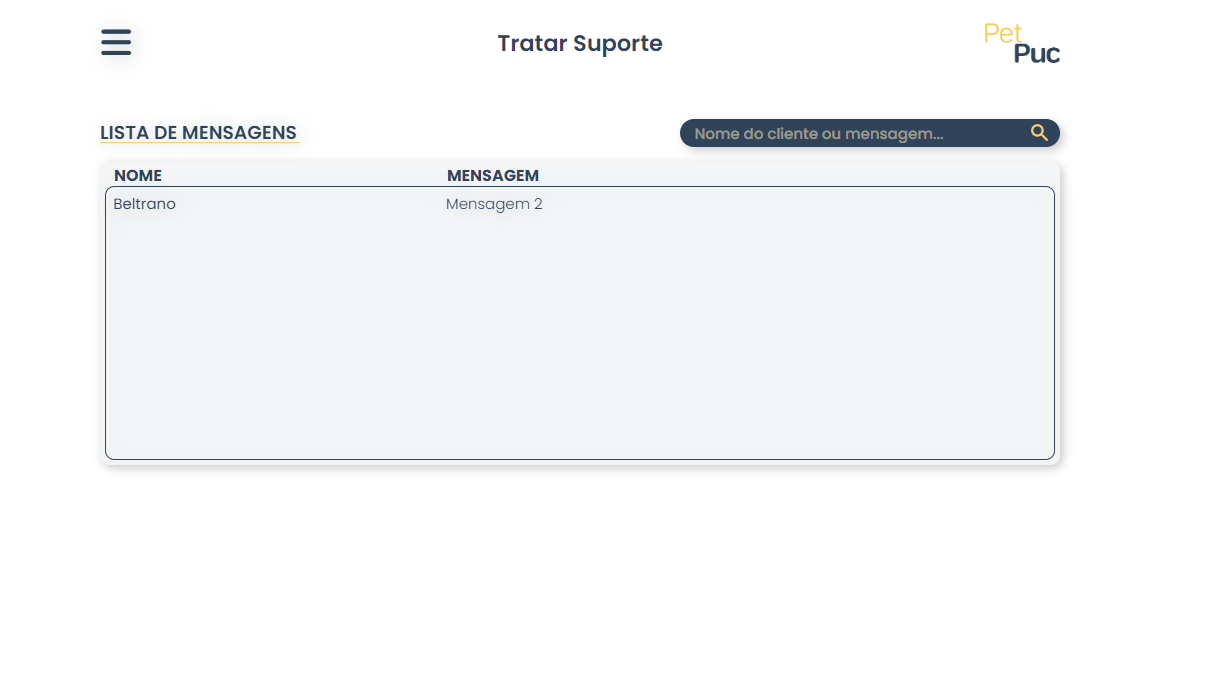 Tratar Suporte
Pet
Puc
LISTA DE MENSAGENS
Nome do cliente ou mensagem...
NOME MENSAGEM
Beltrano Mensagem 2